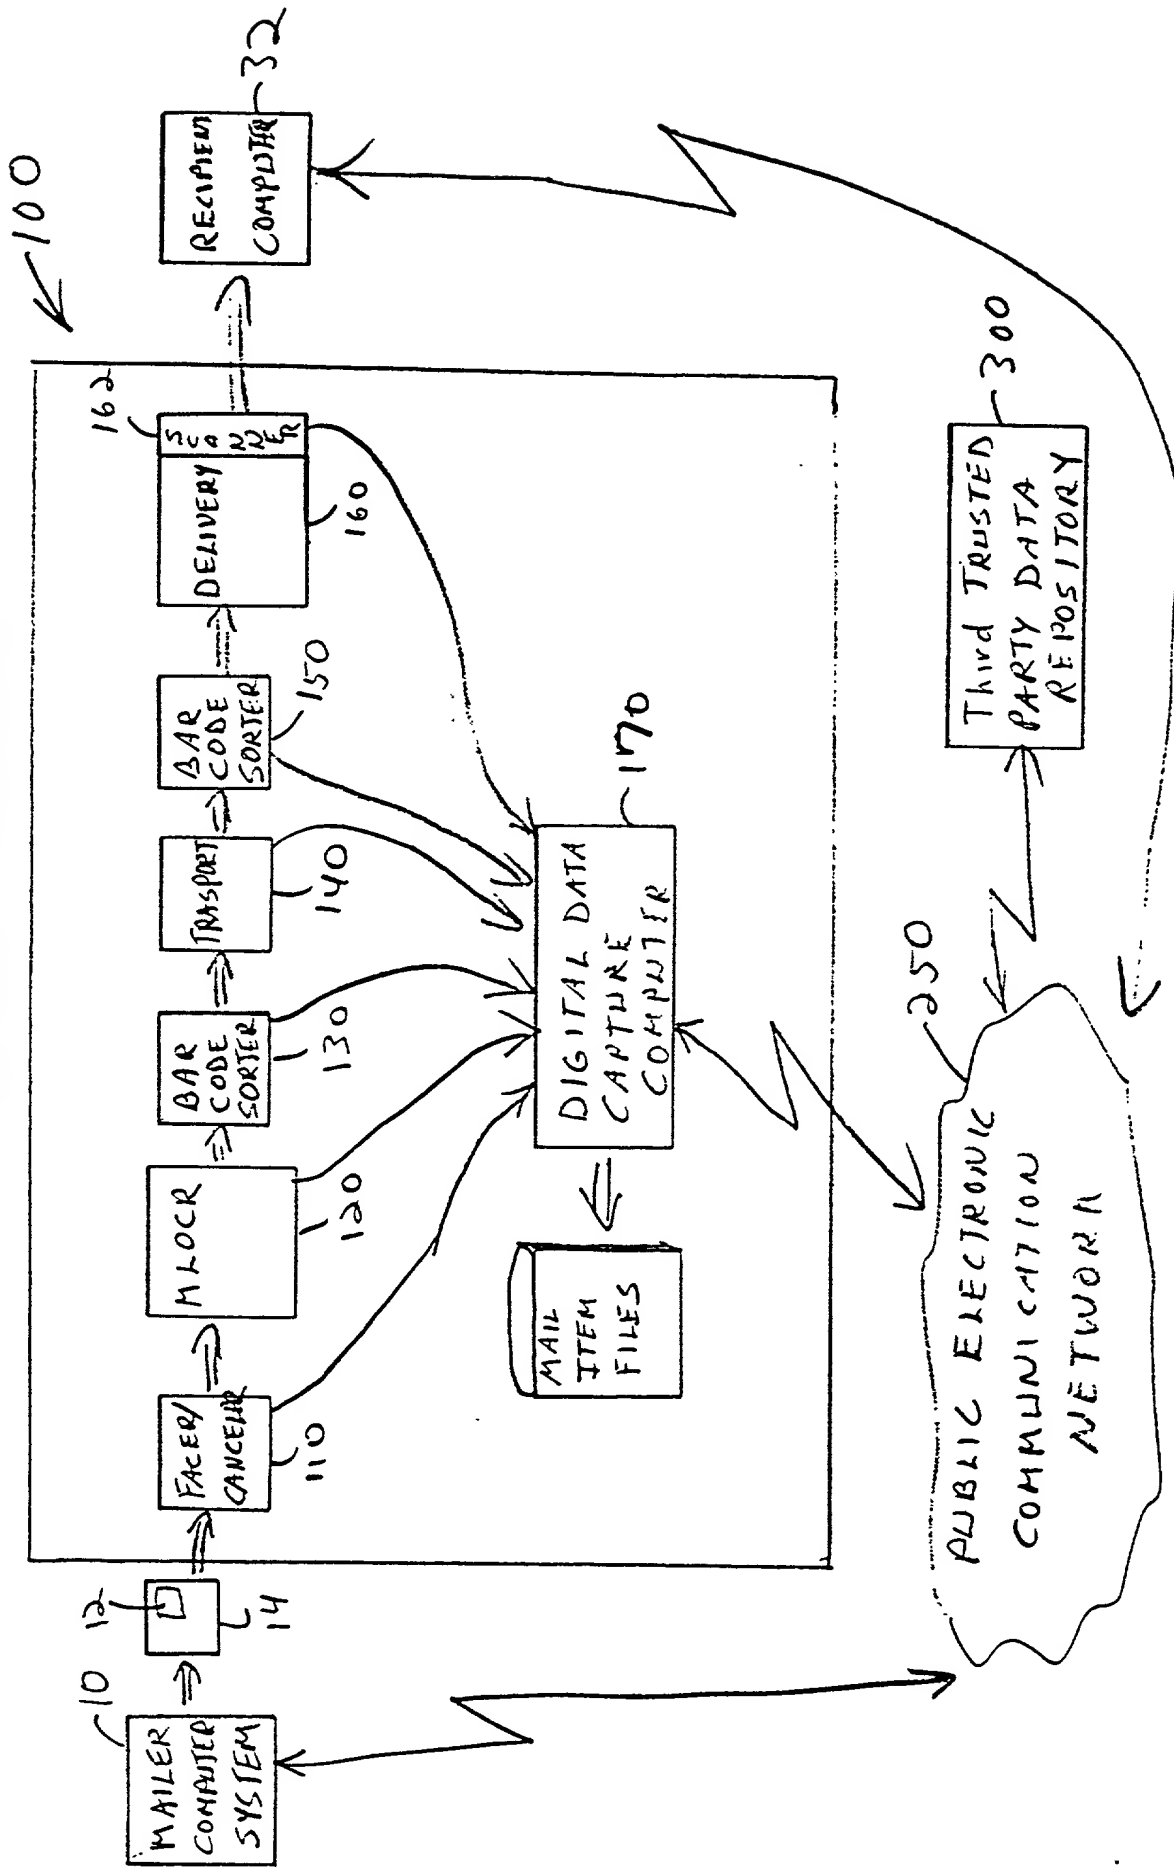 100
10
MAILER
COMPUTER
SYSTEM
12
14
FACER/
CANCELLR
110
MLOCR
120
BAR
CODE
SORTER
130
TRASPORT
140
BAR
CODE
SORTER
150
DELIVERY
160
SCANNER
162
RECIPIENT
COMPUTER
32
MAIL
ITEM
FILES
DIGITAL DATA
CAPTURE
COMPUTER
170
PUBLIC ELECTRONIC
COMMUNICATION
NETWORK
250
Third TRUSTED
PARTY DATA
REPOSITORY
300